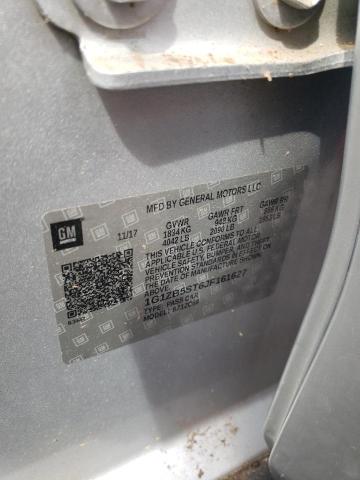 MFD BY GENERAL MOTORS LLC
GM
11/17
GVWR GAWR FRT GAWR RR
1834 KG 949 KG
4042 LB 2090 LB
THIS VEHICLE CONFORMS TO ALL APPLICABLE
U.S. FEDERAL MOTOR VEHICLE
SAFETY, BUMPER, AND THEFT
PREVENTION STANDARDS IN EFFECT ON THE
DATE OF MANUFACTURE SHOWN
ABOVE.
1G1ZB5ST6JF161627
TYPE: PASS CAR